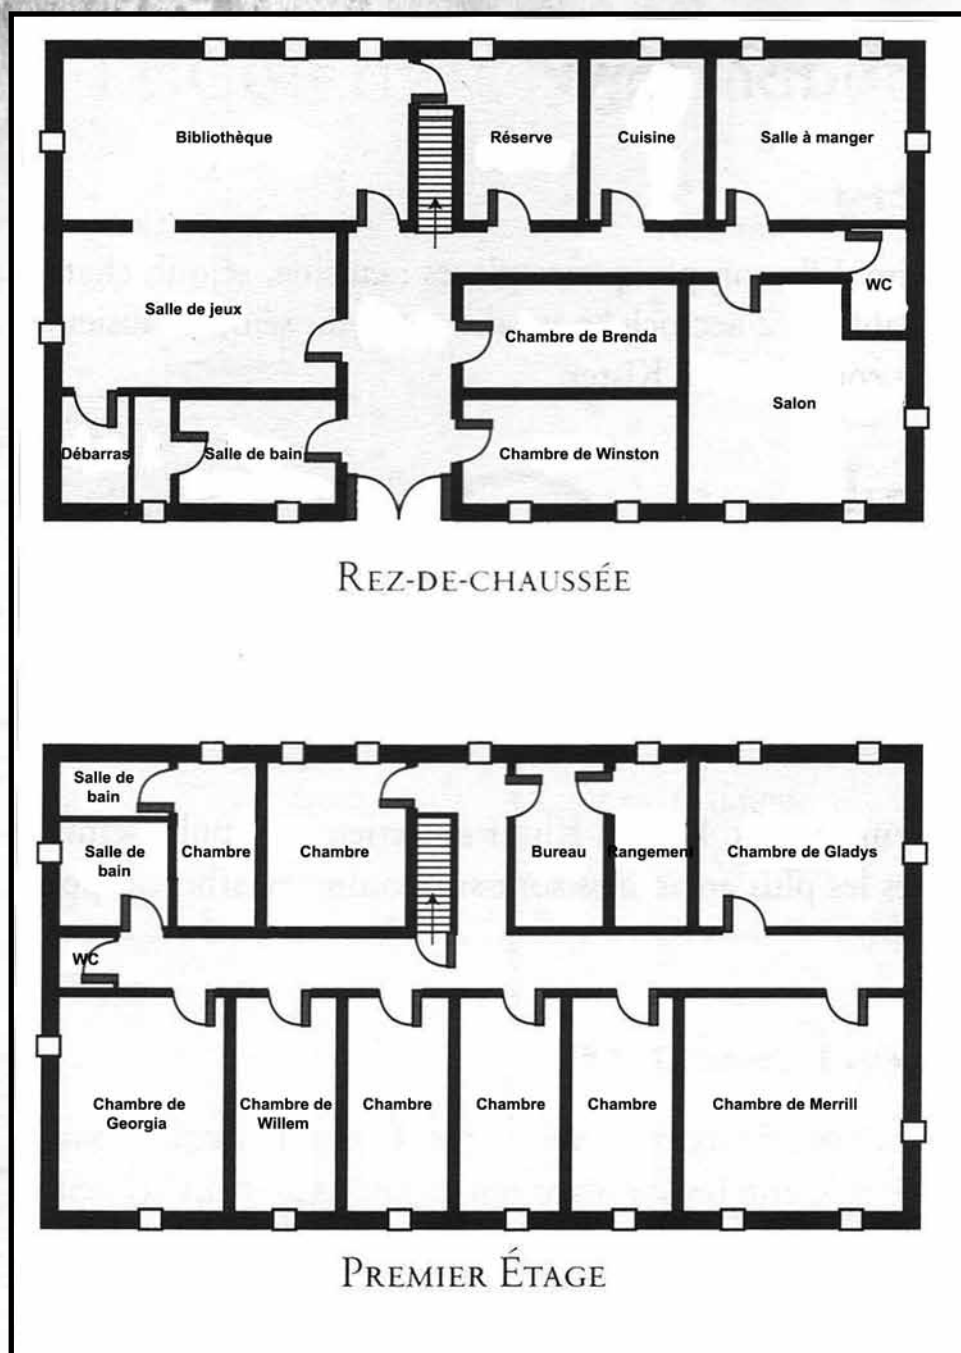 Bibliothèque
Réserve
Cuisine
Salle à manger
WC
Salle de jeux
Chambre de Brenda
Salon
Débarras
Salle de bain
Chambre de Winston
REZ-DE-CHAUSSÉE
Salle de
bain
Salle de
bain
Chambre
Chambre
Bureau
Rangement
Chambre de Gladys
WC
Chambre de
Georgia
Chambre de
Willem
Chambre
Chambre
Chambre
Chambre de Merrill
PREMIER ÉTAGE